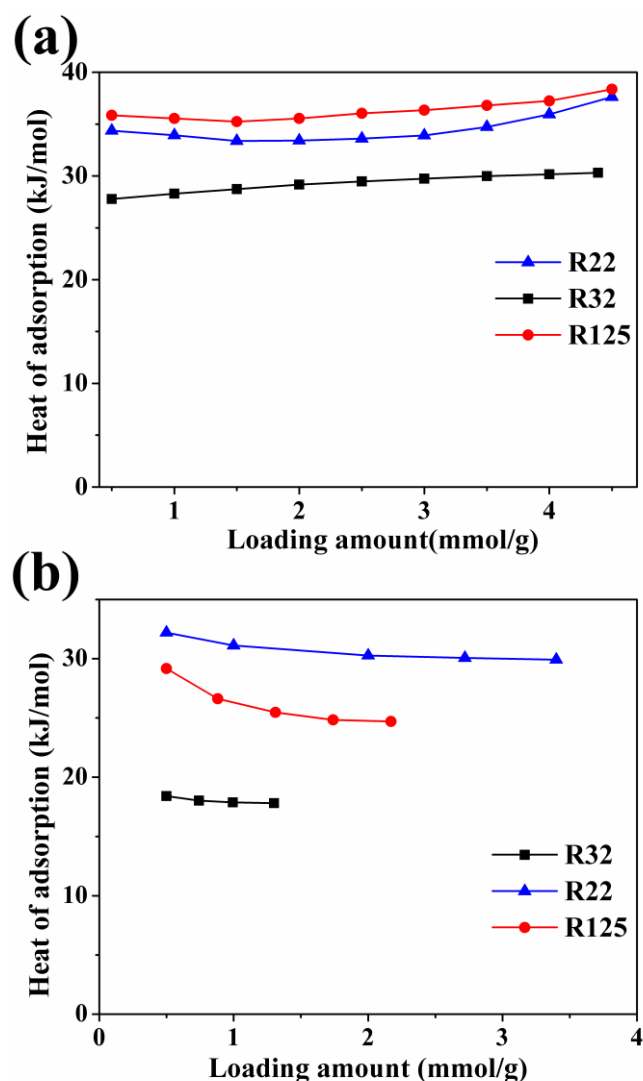 (a)
40
30
20
10
0
Heat of adsorption (kJ/mol)
R22
R32
R125
1 2 3 4
Loading amount(mmol/g)
(b)
30
20
10
0
Heat of adsorption (kJ/mol)
R32
R22
R125
0 1 2 3 4
Loading amount (mmol/g)